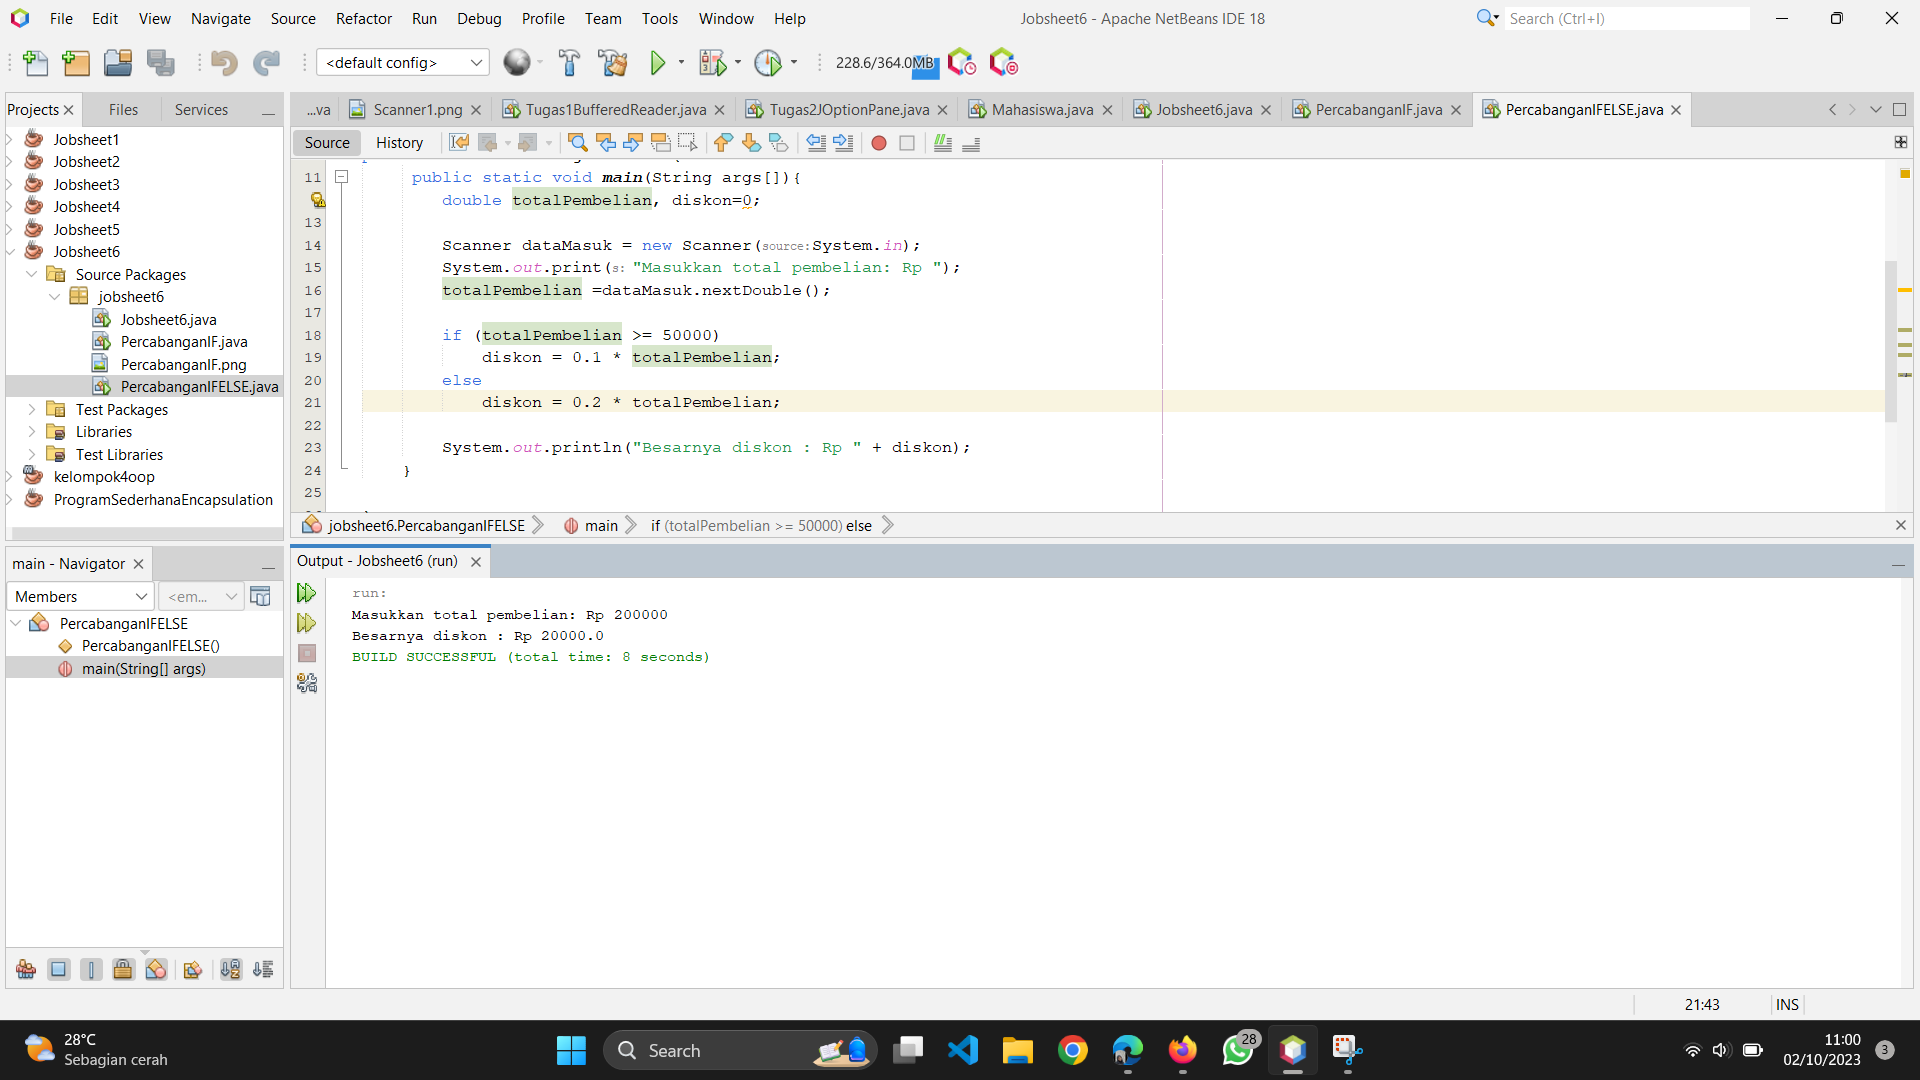 File Edit View Navigate Source Refactor Run Debug Profile Team Tools Window Help
Jobsheet6 - Apache NetBeans IDE 18
Search (Ctrl+I)
<default config>
228.6/364.0MB
Projects Files Services
...va Scanner1.png Tugas1BufferedReader.java Tugas2JOptionPane.java Mahasiswa.java Jobsheet6.java PercabanganIF.java PercabanganIFELSE.java
Source History
Jobsheet1
Jobsheet2
Jobsheet3
Jobsheet4
Jobsheet5
Jobsheet6
Source Packages
jobsheet6
Jobsheet6.java
PercabanganIF.java
PercabanganIF.png
PercabanganIFELSE.java
Test Packages
Libraries
Test Libraries
kelompok4oop
ProgramSederhanaEncapsulation
11 public static void main(String args[]){
double totalPembelian, diskon=0;
13
14 Scanner dataMasuk = new Scanner(source:System.in);
15 System.out.print(s: "Masukkan total pembelian: Rp ");
16 totalPembelian =dataMasuk.nextDouble();
17
18 if (totalPembelian >= 50000)
19 diskon = 0.1 * totalPembelian;
20 else
21 diskon = 0.2 * totalPembelian;
22
23 System.out.println("Besarnya diskon : Rp " + diskon);
24 }
25
jobsheet6.PercabanganIFELSE main if (totalPembelian >= 50000) else
main - Navigator
Members <em...
PercabanganIFELSE
PercabanganIFELSE()
main(String[] args)
Output - Jobsheet6 (run)
run:
Masukkan total pembelian: Rp 200000
Besarnya diskon : Rp 20000.0
BUILD SUCCESSFUL (total time: 8 seconds)
21:43 INS
28°C
Sebagian cerah
Search
28
11:00
02/10/2023
3